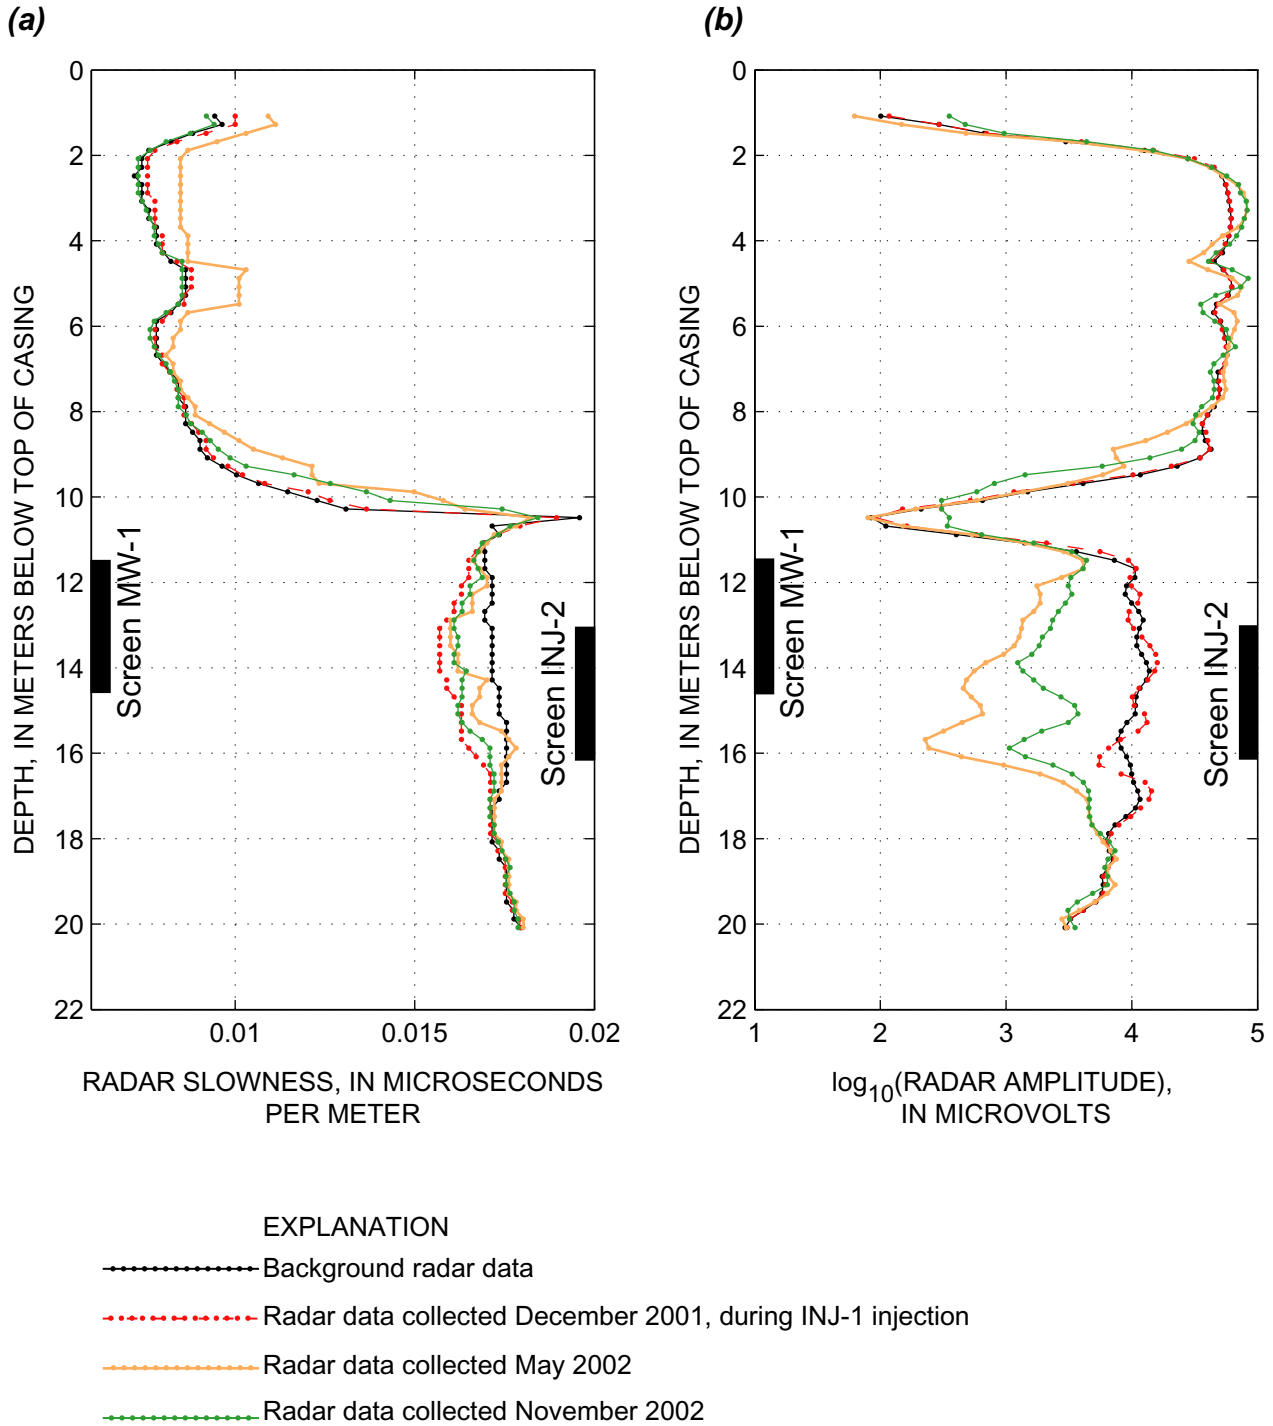 (a)
(b)
0
2
4
6
8
10
12
14
16
18
20
22
0.01
0.015
0.02
DEPTH, IN METERS BELOW TOP OF CASING
Screen MW-1
Screen INJ-2
RADAR SLOWNESS, IN MICROSECONDS
PER METER
0
2
4
6
8
10
12
14
16
18
20
22
1
2
3
4
5
DEPTH, IN METERS BELOW TOP OF CASING
Screen MW-1
Screen INJ-2
log10(RADAR AMPLITUDE),
IN MICROVOLTS
EXPLANATION
Background radar data
Radar data collected December 2001, during INJ-1 injection
Radar data collected May 2002
Radar data collected November 2002